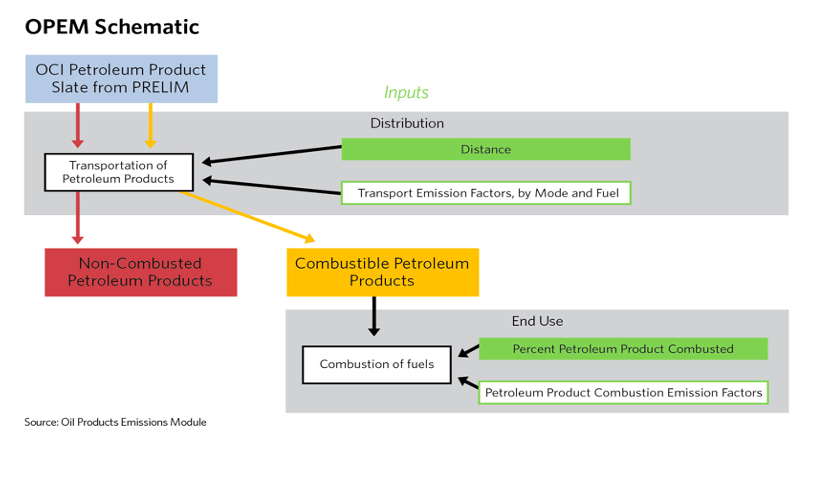 OPEM Schematic
OCI Petroleum Product
Slate from PRELIM
Inputs
Distribution
Distance
Transportation of
Petroleum Products
Transport Emission Factors, by Mode and Fuel
Non-Combusted
Petroleum Products
Combustible Petroleum
Products
End Use
Percent Petroleum Product Combusted
Combustion of fuels
Petroleum Product Combustion Emission Factors
Source: Oil Products Emissions Module